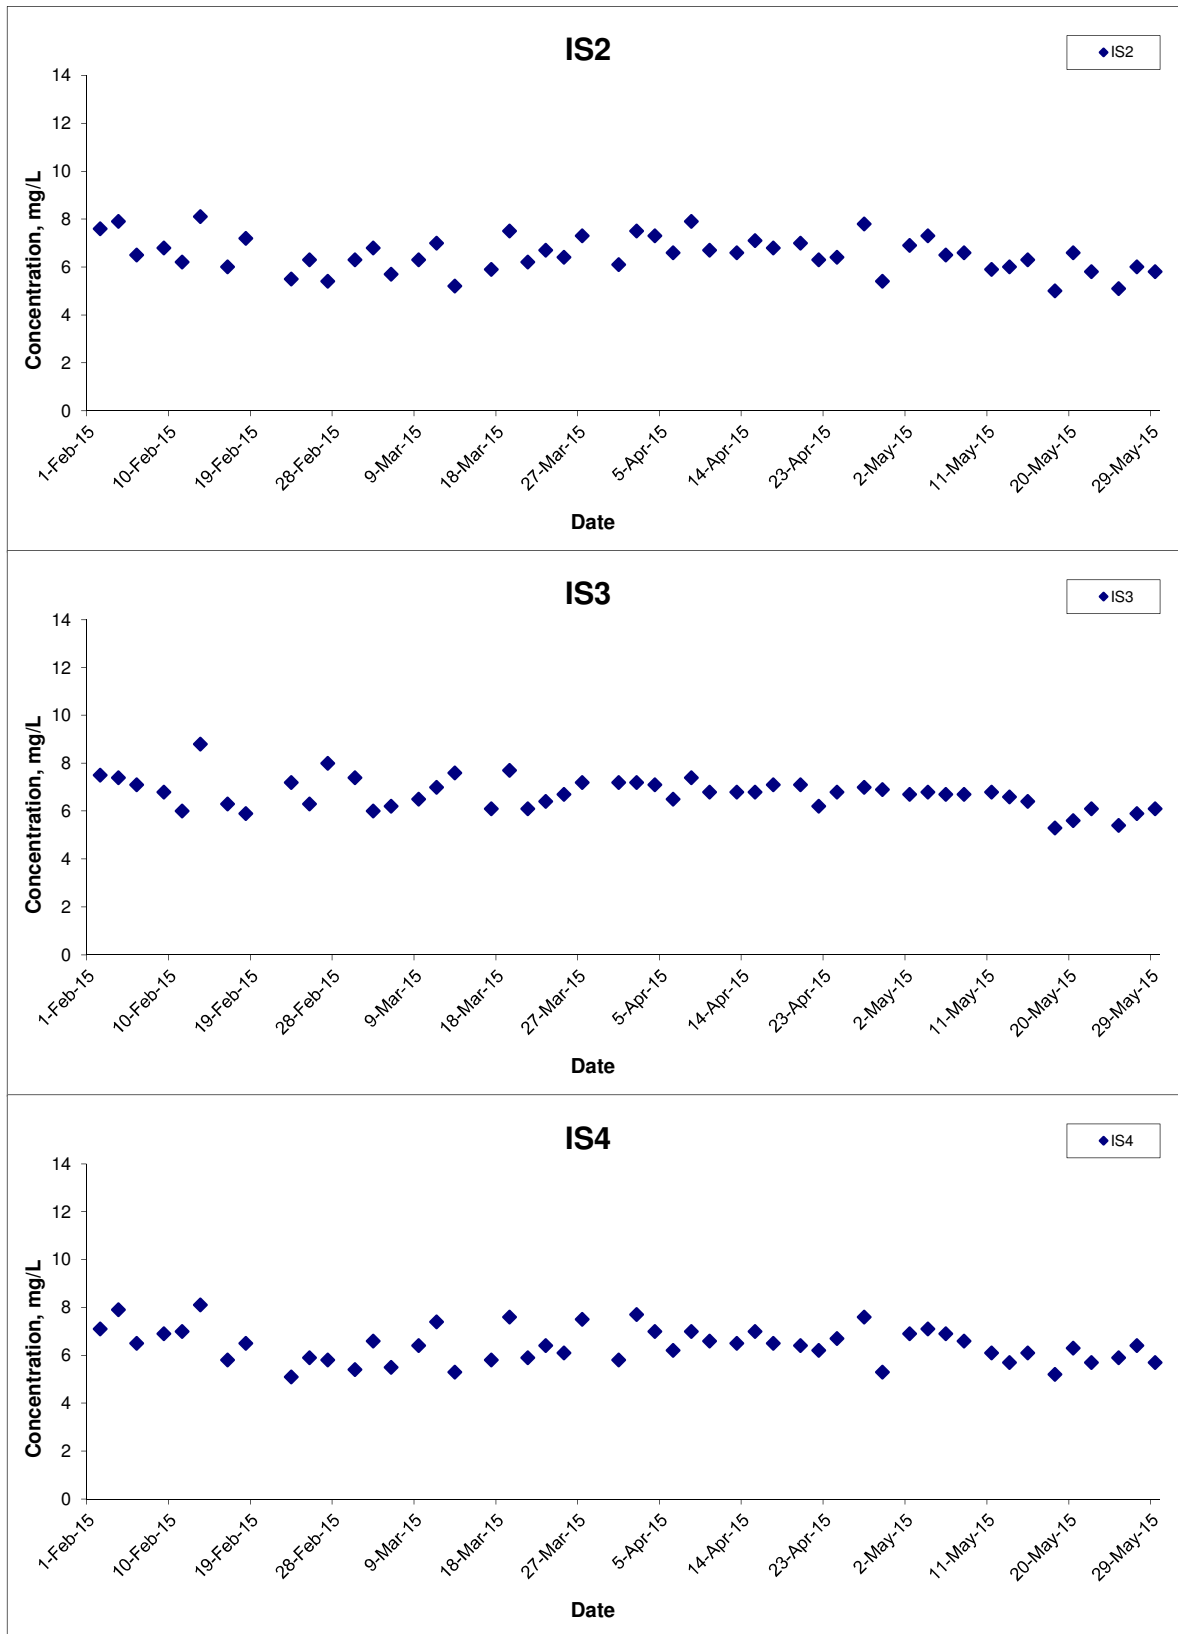 IS2
IS2
Concentration, mg/L
14
12
10
8
6
4
2
0
1-Feb-15
10-Feb-15
19-Feb-15
28-Feb-15
9-Mar-15
18-Mar-15
27-Mar-15
5-Apr-15
14-Apr-15
23-Apr-15
2-May-15
11-May-15
20-May-15
29-May-15
Date
IS3
IS3
Concentration, mg/L
14
12
10
8
6
4
2
0
1-Feb-15
10-Feb-15
19-Feb-15
28-Feb-15
9-Mar-15
18-Mar-15
27-Mar-15
5-Apr-15
14-Apr-15
23-Apr-15
2-May-15
11-May-15
20-May-15
29-May-15
Date
IS4
IS4
Concentration, mg/L
14
12
10
8
6
4
2
0
1-Feb-15
10-Feb-15
19-Feb-15
28-Feb-15
9-Mar-15
18-Mar-15
27-Mar-15
5-Apr-15
14-Apr-15
23-Apr-15
2-May-15
11-May-15
20-May-15
29-May-15
Date